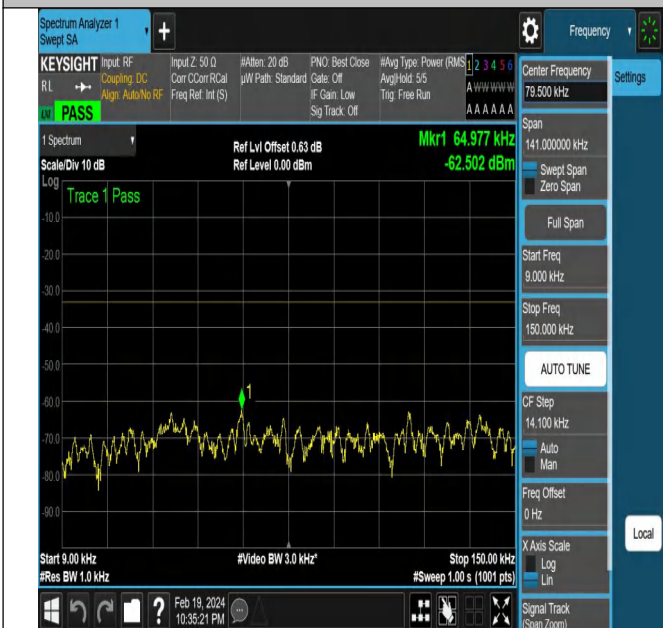 Spectrum Analyzer 1
Swept SA
Frequency
KEYSIGHT
Input: RF
Coupling: DC
Align: Auto/No RF
Input Z: 50 Ω
Corr CCorr RCal
Freq Ref: Int (S)
#Atten: 20 dB
µW Path: Standard
PNO: Best Close
Gate: Off
IF Gain: Low
Sig Track: Off
#Avg Type: Power (RMS
Avg|Hold: 5/5
Trig: Free Run
1 2 3 4 5 6
A W W W W W
A A A A A A
R L
LNI
PASS
1 Spectrum
Scale/Div 10 dB
Ref Lvl Offset 0.63 dB
Ref Level 0.00 dBm
Mkr1 64.977 kHz
-62.502 dBm
Log
Trace 1 Pass
-10.0
-20.0
-30.0
-40.0
-50.0
-60.0
-70.0
-80.0
-90.0
1
Start 9.00 kHz
#Res BW 1.0 kHz
#Video BW 3.0 kHz*
Stop 150.00 kHz
#Sweep 1.00 s (1001 pts)
Feb 19, 2024
10:35:21 PM
Center Frequency
79.500 kHz
Settings
Span
141.000000 kHz
Swept Span
Zero Span
Full Span
Start Freq
9.000 kHz
Stop Freq
150.000 kHz
AUTO TUNE
CF Step
14.100 kHz
Auto
Man
Freq Offset
0 Hz
Local
X Axis Scale
Log
Lin
Signal Track
(Span Zoom)